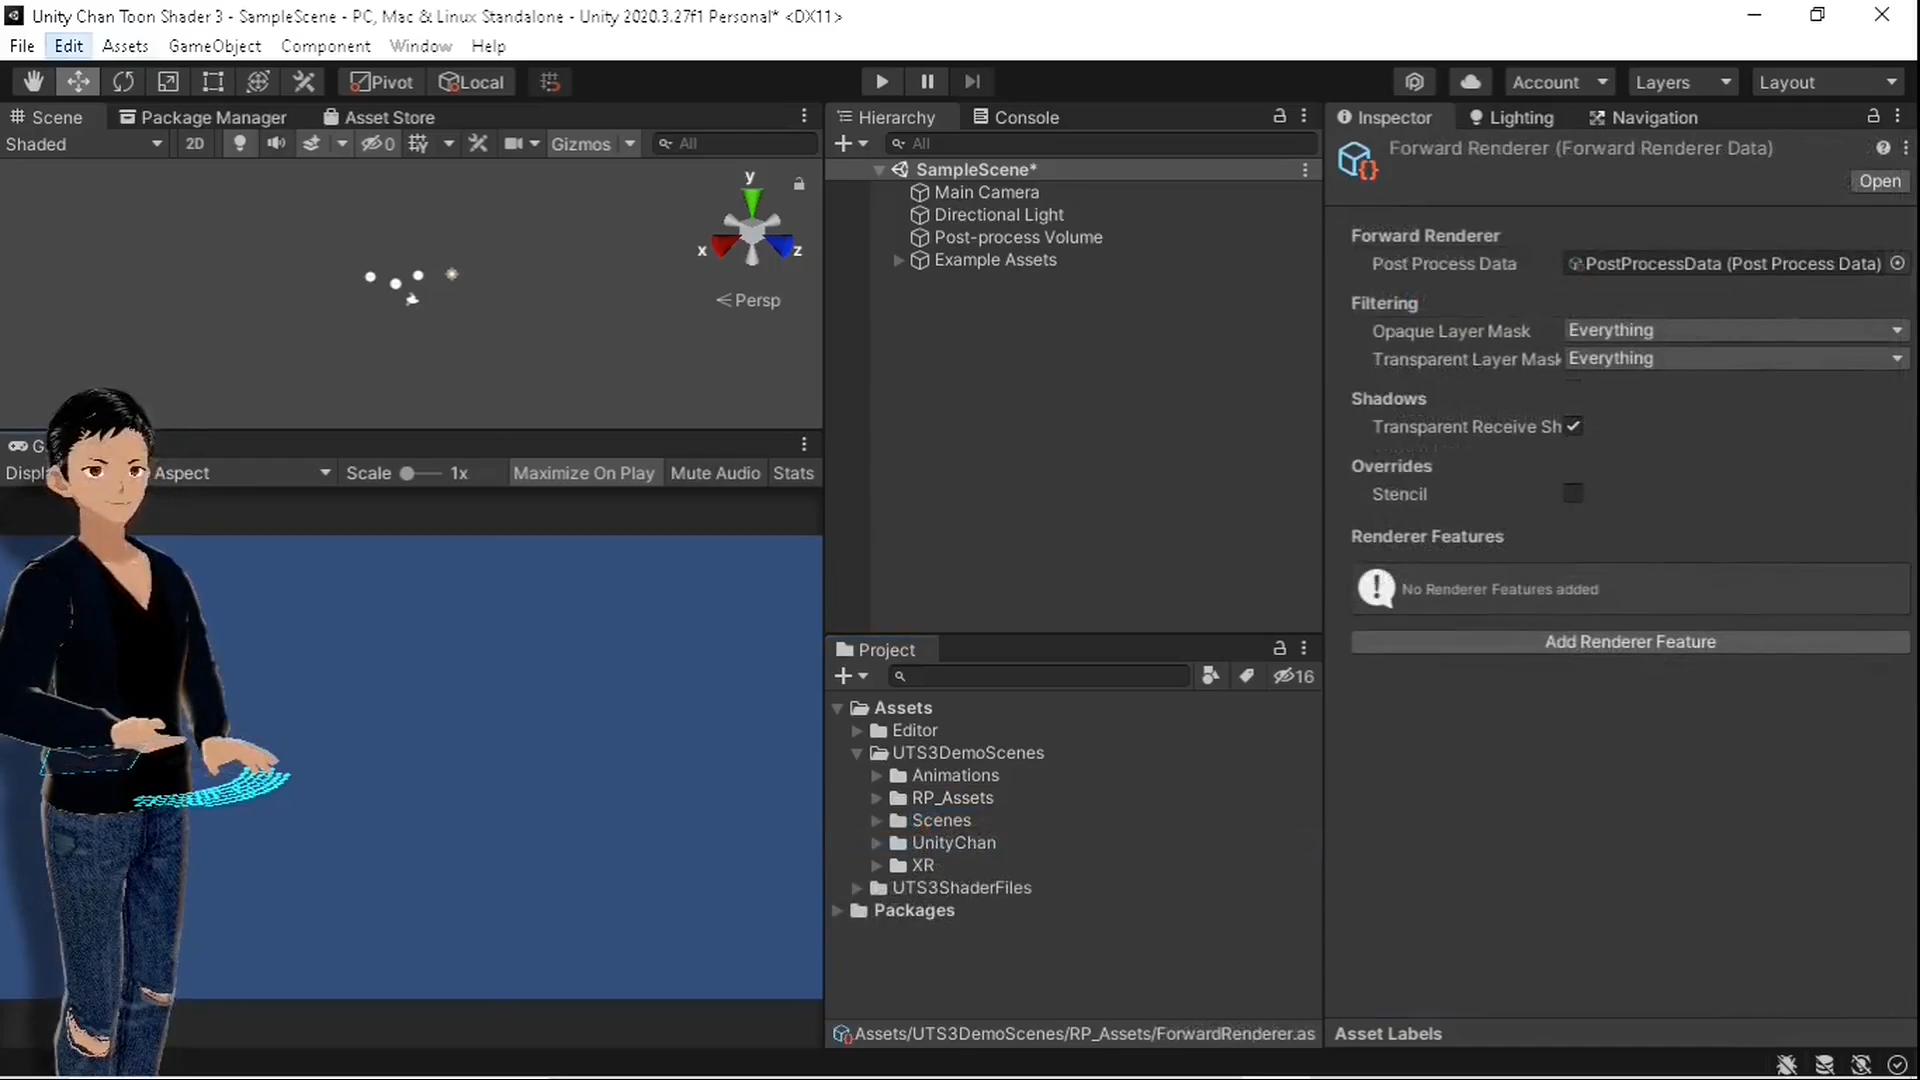 Unity Chan Toon Shader 3 - SampleScene - PC, Mac & Linux Standalone - Unity 2020.3.27f1 Personal* <DX11>
File Edit Assets GameObject Component Window Help
Pivot Local Account Layers Layout
Scene Package Manager Asset Store
Shaded 2D 0 Gizmos All
y
x z
Persp
Aspect Scale 1x Maximize On Play Mute Audio Stats
Hierarchy Console
All
SampleScene*
Main Camera
Directional Light
Post-process Volume
Example Assets
Project
16
Assets
Editor
UTS3DemoScenes
Animations
RP_Assets
Scenes
UnityChan
XR
UTS3ShaderFiles
Packages
Assets/UTS3DemoScenes/RP_Assets/ForwardRenderer.as
Inspector Lighting Navigation
Forward Renderer (Forward Renderer Data)
Open
Forward Renderer
Post Process Data PostProcessData (Post Process Data)
Filtering
Opaque Layer Mask Everything
Transparent Layer Mask Everything
Shadows
Transparent Receive Sh
Overrides
Stencil
Renderer Features
No Renderer Features added
Add Renderer Feature
Asset Labels